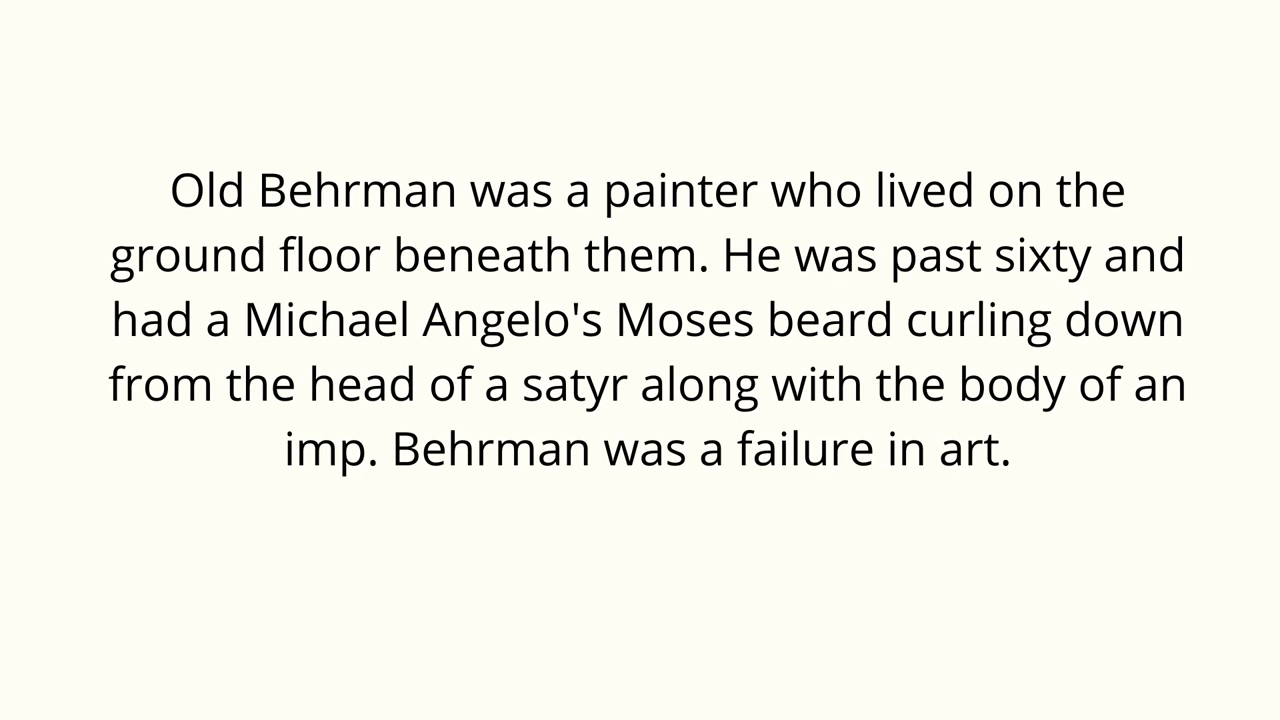 Old Behrman was a painter who lived on the
ground floor beneath them. He was past sixty and
had a Michael Angelo's Moses beard curling down
from the head of a satyr along with the body of an
imp. Behrman was a failure in art.